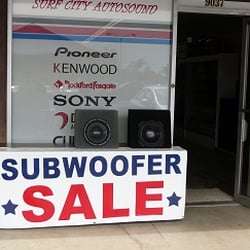 SURF CITY AUTOSOUND
9037
Pioneer
KENWOOD
Rockford Fosgate
SONY
SUBWOOFER
SALE